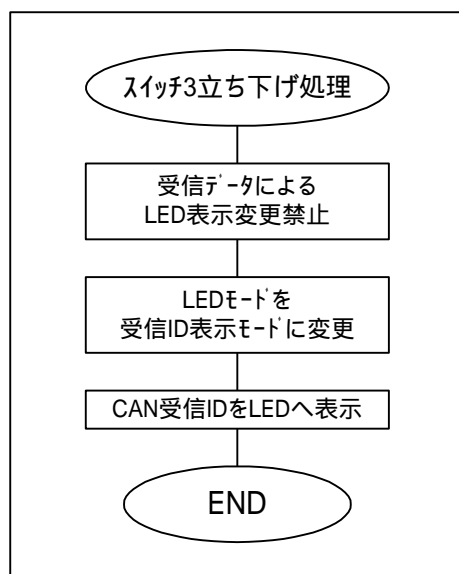 ｽｲｯﾁ3立ち下げ処理
受信ﾃﾞｰﾀによる
LED表示変更禁止
LEDﾓｰﾄﾞを
受信ID表示ﾓｰﾄﾞに変更
CAN受信IDをLEDへ表示
END